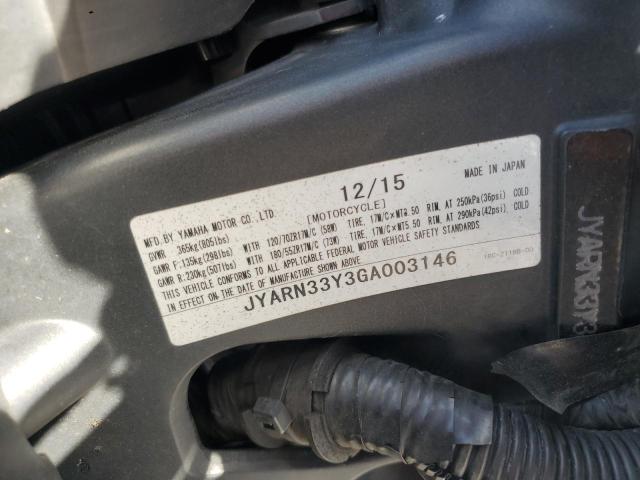 12/15
MADE IN JAPAN
MFD. BY YAMAHA MOTOR CO., LTD. [MOTORCYCLE]
GVWR 365kg(805lbs)
GAWR F:135kg(298lbs) WITH 120/70ZR17M/C (58W) TIRE, 17M/C×MT3.50 RIM, AT 250kPa(36psi) COLD
GAWR R:230kg(507lbs) WITH 180/55ZR17M/C (73W) TIRE, 17M/C×MT5.50 RIM, AT 290kPa(42psi) COLD
THIS VEHICLE CONFORMS TO ALL APPLICABLE FEDERAL MOTOR VEHICLE SAFETY STANDARDS
IN EFFECT ON THE DATE OF MANUFACTURE SHOWN ABOVE.
JYARN33Y3GA003146
JYARN33Y3